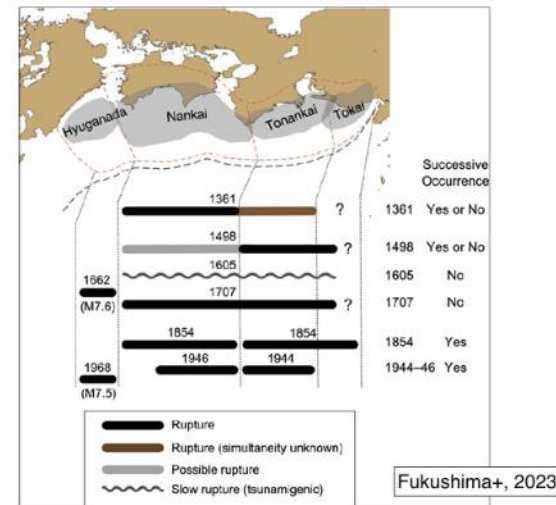 Hyuganada
Nankai
Tonankai
Tokai
Successive
Occurrence
1361
?
1361 Yes or No
1498
?
1498 Yes or No
1605
1605 No
1662
(M7.6)
1707
?
1707 No
1854
1854
1854 Yes
1946
1944
1944–46 Yes
1968
(M7.5)
Rupture
Rupture (simultaneity unknown)
Possible rupture
Slow rupture (tsunamigenic)
Fukushima+, 2023